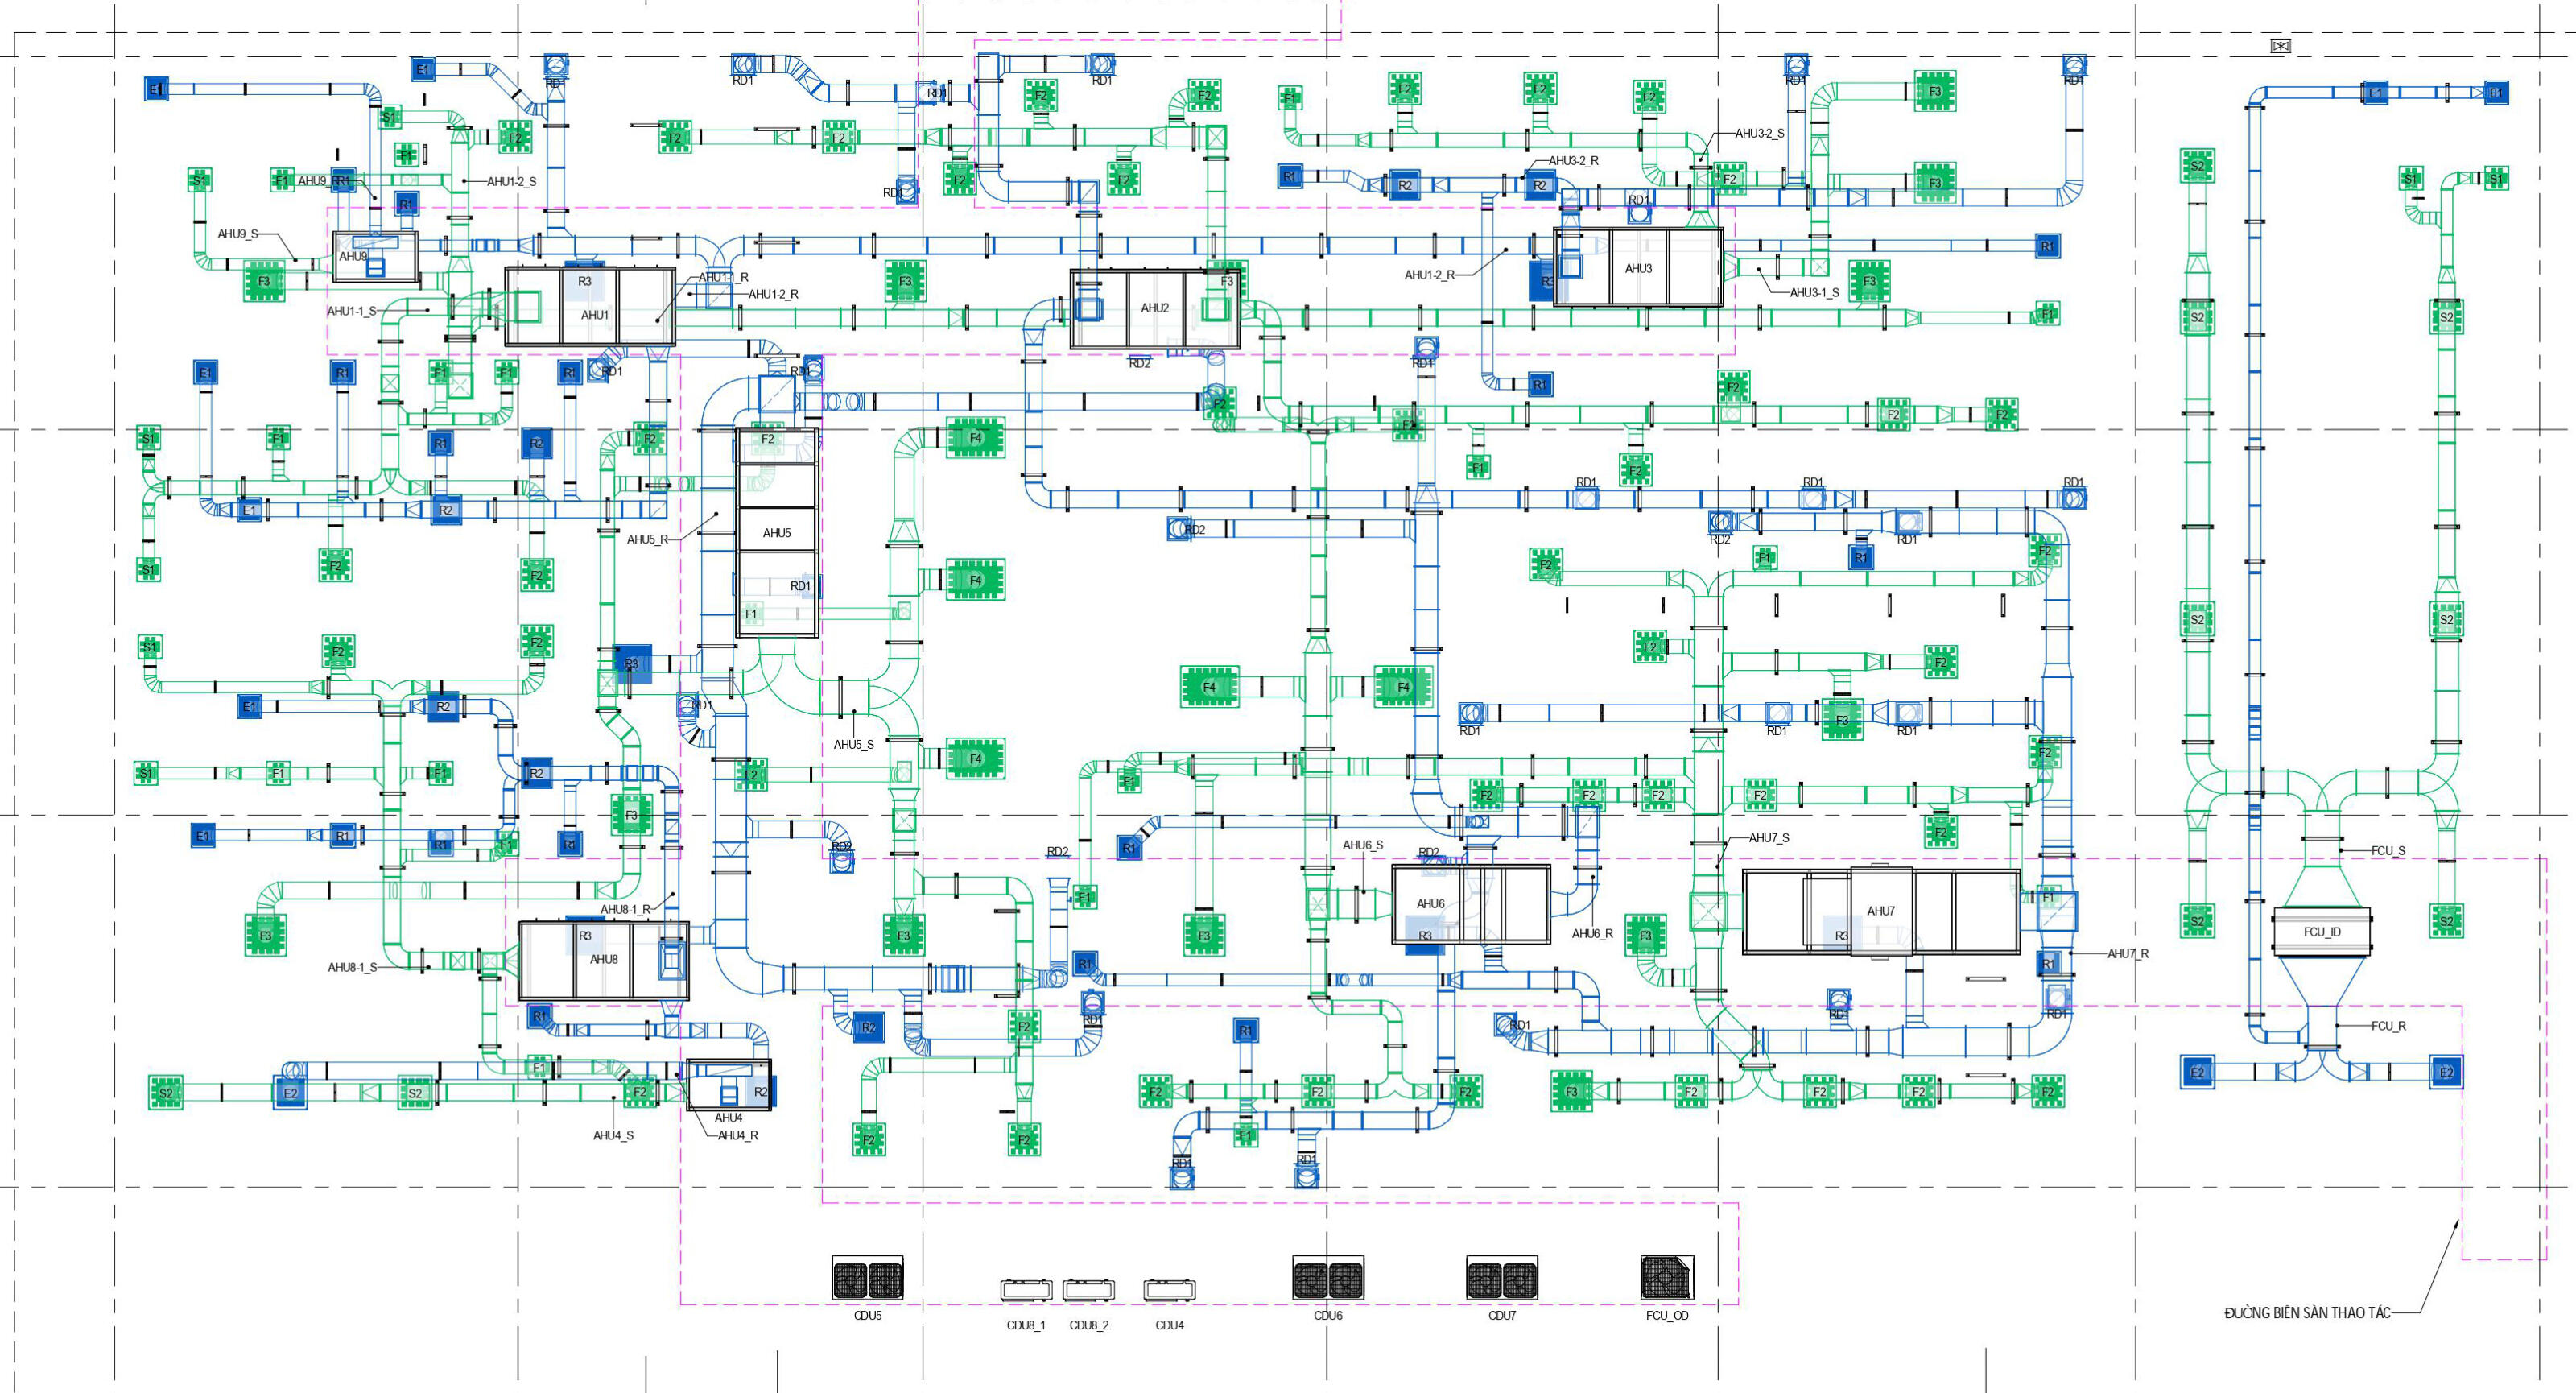 E1
E1
RD1
RD1
RD1
RD1
RD1
RD1
E1
E1
S1
F2
F2
F2
F2
F2
F1
F2
F2
F2
F3
AHU3-2_S
F1
S1
F1
AHU9_R
R1
AHU1-2_S
R1
RD1
F2
F2
R1
R2
AHU3-2_R
R2
F2
F3
RD1
S2
S1
S1
AHU9_S
AHU9
F3
R3
AHU1-1_R
AHU1-2_R
AHU1
AHU1-1_S
F3
AHU2
F3
AHU1-2_R
R3
AHU3
AHU3-1_S
F3
R1
F1
S2
S2
E1
R1
F1
F1
R1
RD1
RD1
RD2
RD1
R1
F2
F2
F2
F2
F2
S1
F1
R1
R2
F2
F2
F4
F1
F2
E1
R2
AHU5_R
AHU5
RD2
RD1
RD1
RD1
RD2
RD1
R1
F1
F2
S1
F2
F2
RD1
F1
F4
F2
S2
S2
S1
F2
F2
R3
F2
F2
E1
R2
RD1
F4
F4
RD1
RD1
F3
RD1
AHU5_S
S1
F1
F1
R2
F2
F4
F1
F2
F2
F2
F2
F2
F3
F2
E1
R1
R1
F1
R1
RD2
RD2
R1
AHU6_S
RD2
AHU7_S
FCU_S
AHU8-1_R
F1
AHU6
R3
AHU6_R
AHU7
R3
F1
F3
R3
AHU8
F3
F3
F3
S2
FCU_ID
S2
AHU8-1_S
R1
R1
AHU7_R
R1
R2
F2
RD1
R1
RD1
RD1
RD1
FCU_R
S2
E2
S2
F1
F2
R2
AHU4
AHU4_S
AHU4_R
F2
F2
F2
F2
F2
F1
F3
F2
F2
F2
F2
E2
E2
RD1
RD1
CDU5
CDU8_1
CDU8_2
CDU4
CDU6
CDU7
FCU_OD
ĐƯỜNG BIÊN SÀN THAO TÁC